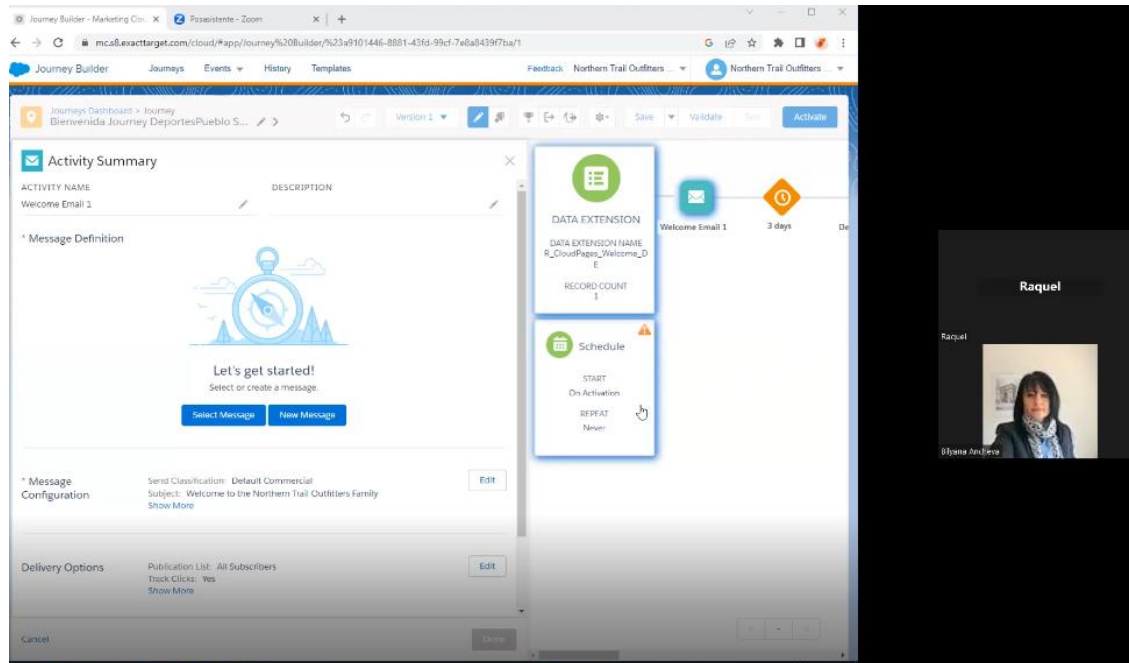 Journey Builder - Marketing Clou
Posasistente - Zoom
mc.s8.exacttarget.com/cloud/#app/Journey%20Builder/%23a9101446-8881-43fd-99cf-7e8a8439f7ba/1
Journey Builder
Journeys
Events
History
Templates
Feedback
Northern Trail Outfitters ...
Northern Trail Outfitters ...
Journeys Dashboard > Journey
Bienvenida Journey DeportesPueblo S...
Version 1
Save
Validate
Test
Activate
Activity Summary
ACTIVITY NAME
DESCRIPTION
Welcome Email 1
* Message Definition
Let's get started!
Select or create a message.
Select Message
New Message
* Message Configuration
Send Classification: Default Commercial
Subject: Welcome to the Northern Trail Outfitters Family
Show More
Edit
Delivery Options
Publication List: All Subscribers
Track Clicks: Yes
Show More
Edit
Cancel
Done
DATA EXTENSION
DATA EXTENSION NAME
R_CloudPages_Welcome_D
E
RECORD COUNT
1
Schedule
START
On Activation
REPEAT
Never
Welcome Email 1
3 days
De
Raquel
Raquel
Bilyana Andreeva